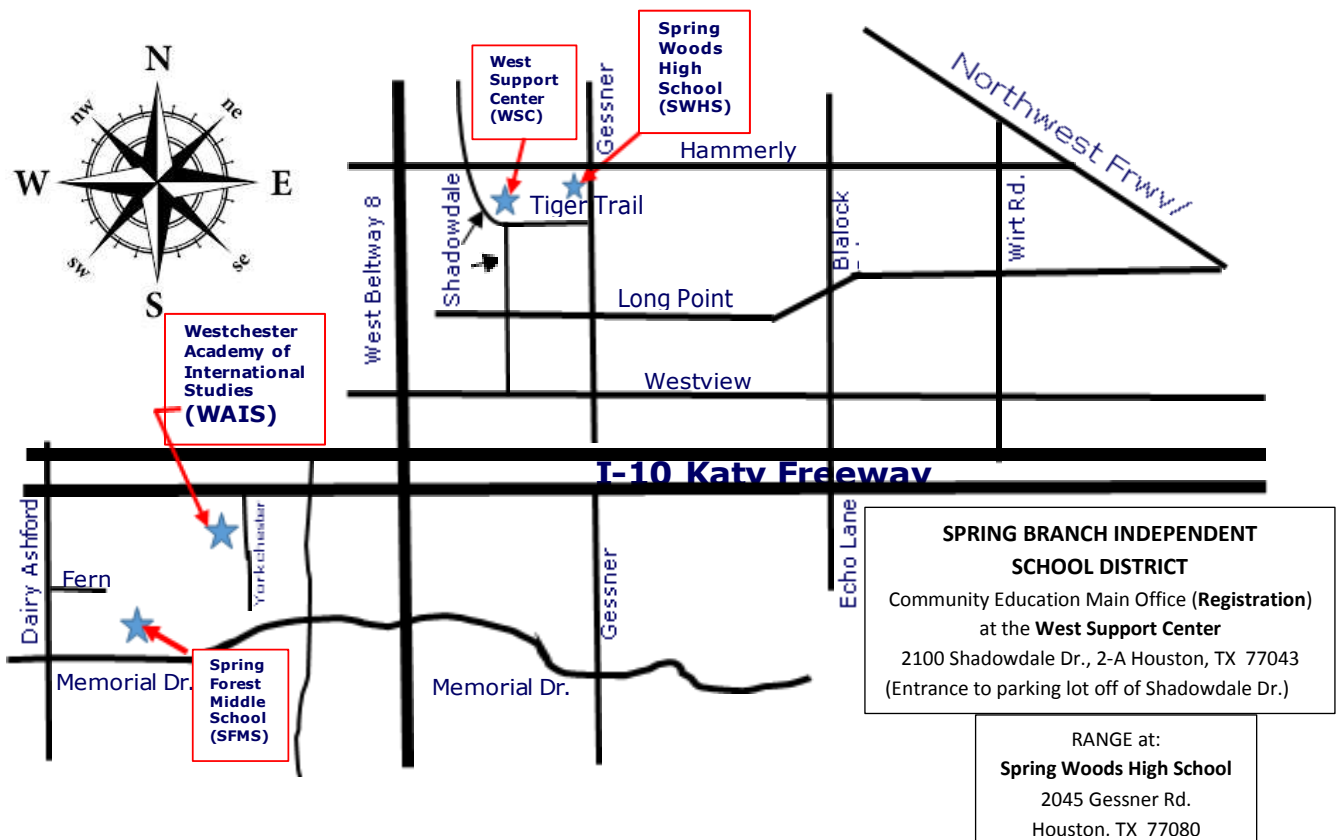 N
nw
ne
W
E
sw
se
S
West
Support
Center
(WSC)
Spring
Woods
High
School
(SWHS)
Gessner
Northwest Frwy/
Hammerly
Shadowdale
Tiger Trail
West Beltway 8
Blalock
Wirt Rd.
Long Point
Westview
Westchester
Academy of
International
Studies
(WAIS)
I-10 Katy Freeway
Dairy Ashford
Yorkchester
Fern
Gessner
Echo Lane
Memorial Dr.
Spring
Forest
Middle
School
(SFMS)
Memorial Dr.
SPRING BRANCH INDEPENDENT
SCHOOL DISTRICT
Community Education Main Office (Registration)
at the West Support Center
2100 Shadowdale Dr., 2-A Houston, TX 77043
(Entrance to parking lot off of Shadowdale Dr.)
RANGE at:
Spring Woods High School
2045 Gessner Rd.
Houston, TX 77080